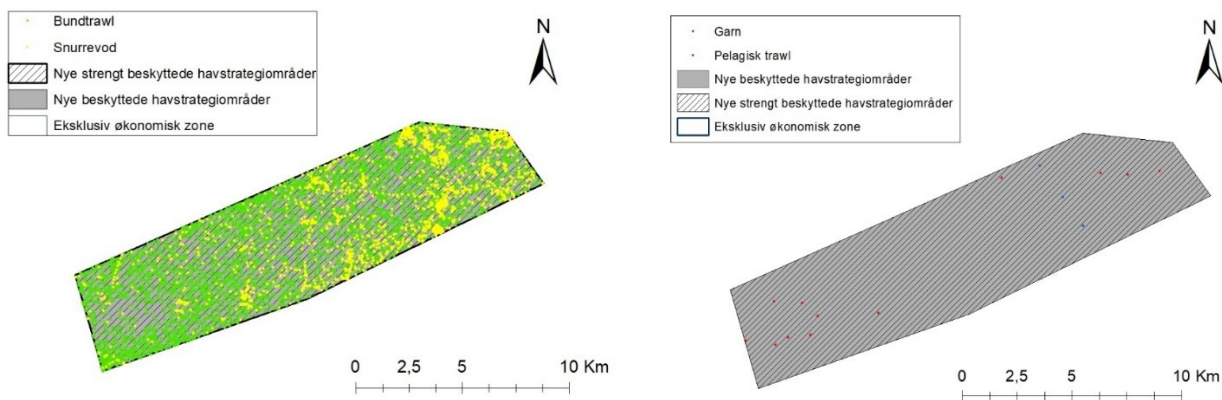 Bundtrawl
Snurrevod
Nye strengt beskyttede havstrategiområder
Nye beskyttede havstrategiområder
Eksklusiv økonomisk zone
N
0 2,5 5 10 Km
Garn
Pelagisk trawl
Nye beskyttede havstrategiområder
Nye strengt beskyttede havstrategiområder
Eksklusiv økonomisk zone
N
0 2,5 5 10 Km